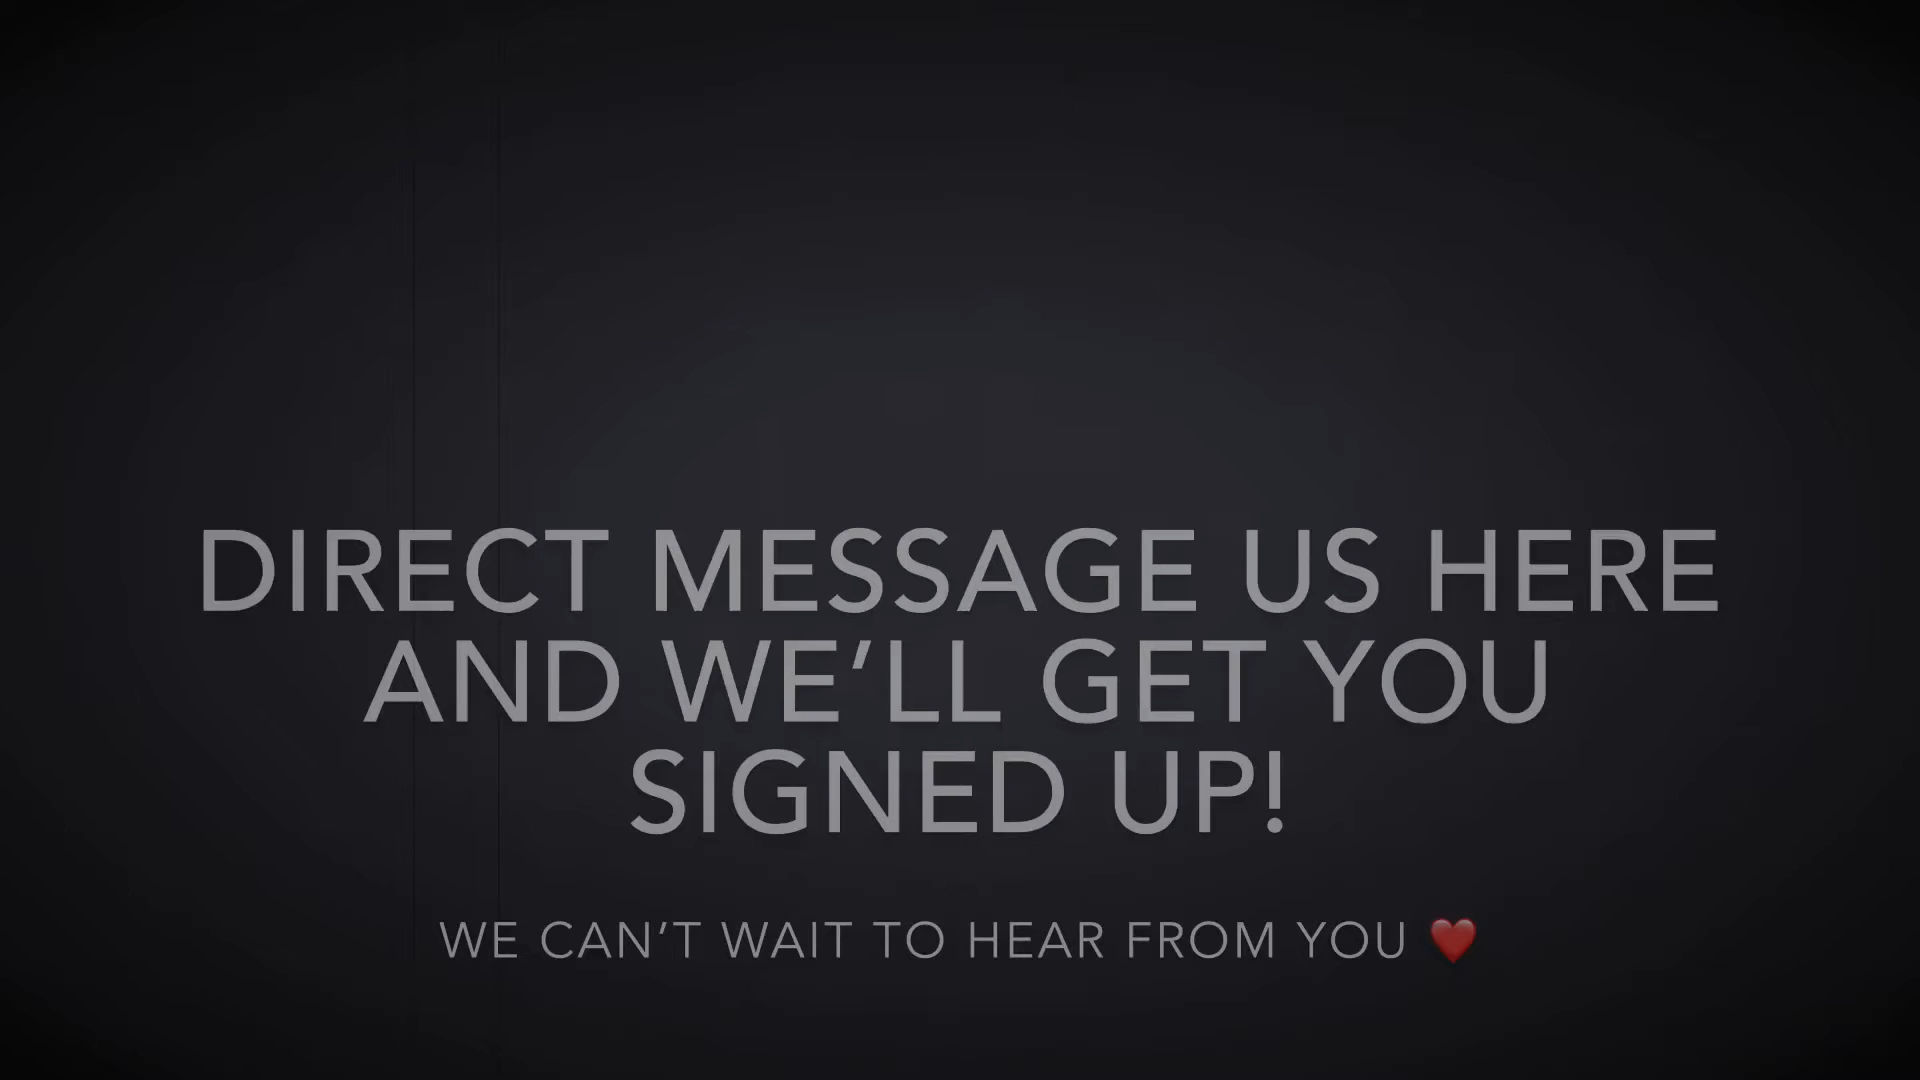 DIRECT MESSAGE US HERE
AND WE’LL GET YOU
SIGNED UP!
WE CAN’T WAIT TO HEAR FROM YOU ❤️